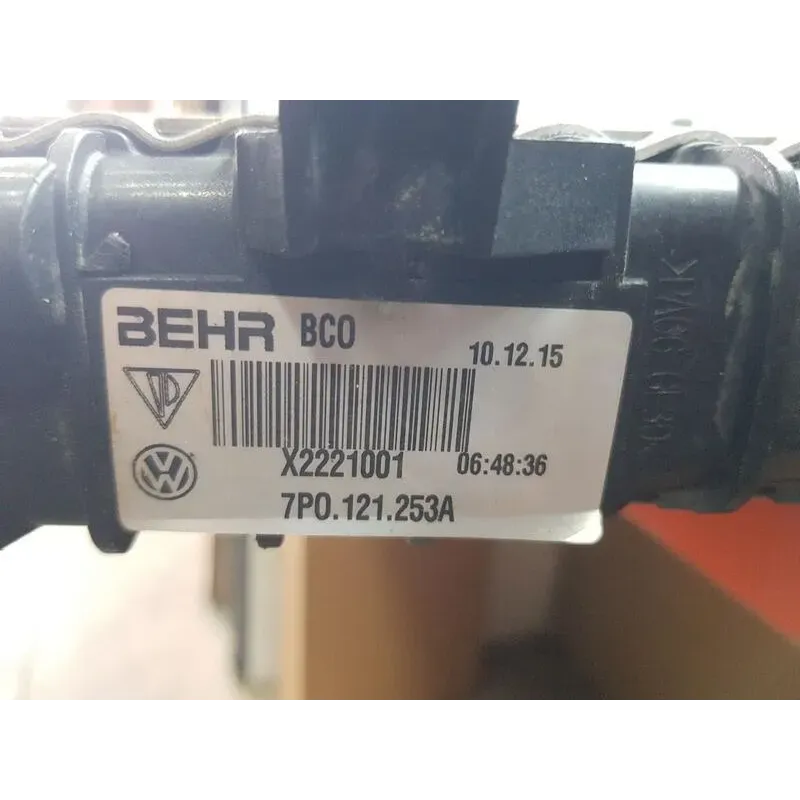 BEHR BCO
10.12.15
X2221001 06:48:36
7P0.121.253A